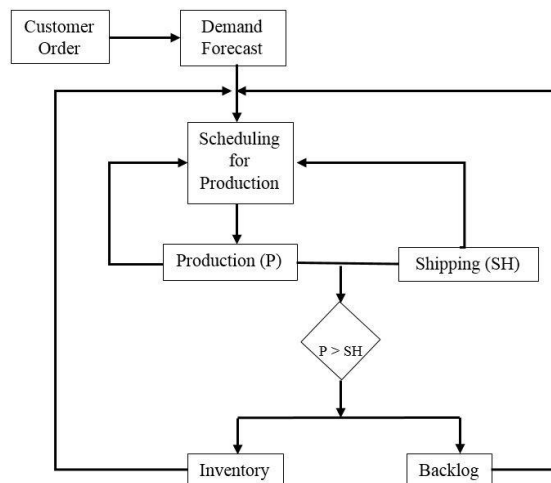 Customer
Order
Demand
Forecast
Scheduling
for
Production
Production (P)
Shipping (SH)
P > SH
Inventory
Backlog